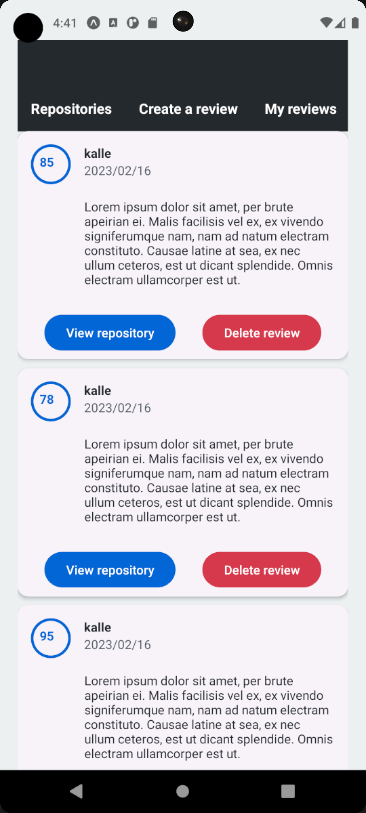 4:41
Repositories Create a review My reviews
85
kalle
2023/02/16
Lorem ipsum dolor sit amet, per brute
apeirian ei. Malis facilisis vel ex, ex vivendo
signiferumque nam, nam ad natum electram
constituto. Causae latine at sea, ex nec
ullum ceteros, est ut dicant splendide. Omnis
electram ullamcorper est ut.
View repository Delete review
78
kalle
2023/02/16
Lorem ipsum dolor sit amet, per brute
apeirian ei. Malis facilisis vel ex, ex vivendo
signiferumque nam, nam ad natum electram
constituto. Causae latine at sea, ex nec
ullum ceteros, est ut dicant splendide. Omnis
electram ullamcorper est ut.
View repository Delete review
95
kalle
2023/02/16
Lorem ipsum dolor sit amet, per brute
apeirian ei. Malis facilisis vel ex, ex vivendo
signiferumque nam, nam ad natum electram
constituto. Causae latine at sea, ex nec
ullum ceteros, est ut dicant splendide. Omnis
electram ullamcorper est ut.